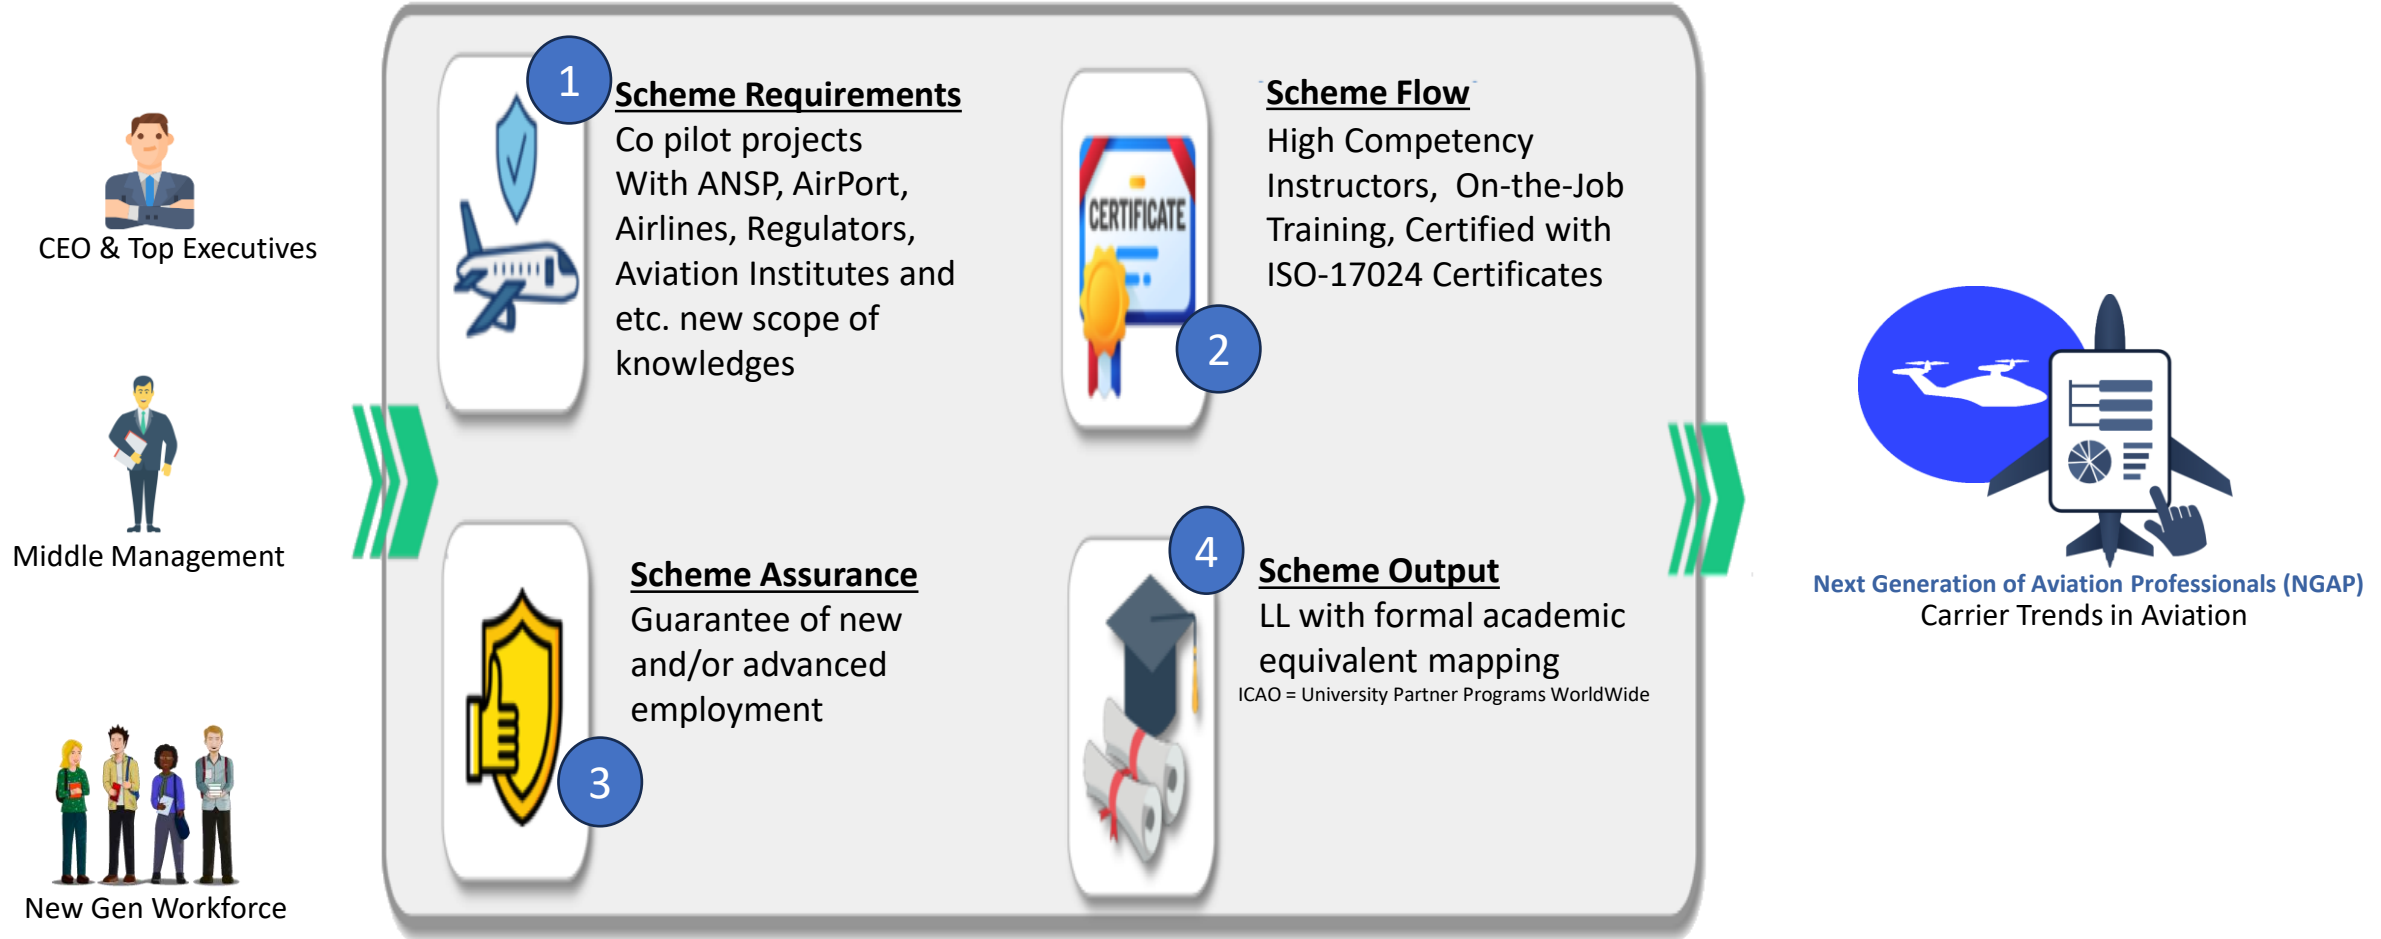 CEO & Top Executives
Middle Management
New Gen Workforce
1
Scheme Requirements
Co pilot projects
With ANSP, AirPort,
Airlines, Regulators,
Aviation Institutes and
etc. new scope of
knowledges
CERTIFICATE
2
Scheme Flow
High Competency
Instructors, On-the-Job
Training, Certified with
ISO-17024 Certificates
3
Scheme Assurance
Guarantee of new
and/or advanced
employment
4
Scheme Output
LL with formal academic
equivalent mapping
ICAO = University Partner Programs WorldWide
Next Generation of Aviation Professionals (NGAP)
Carrier Trends in Aviation